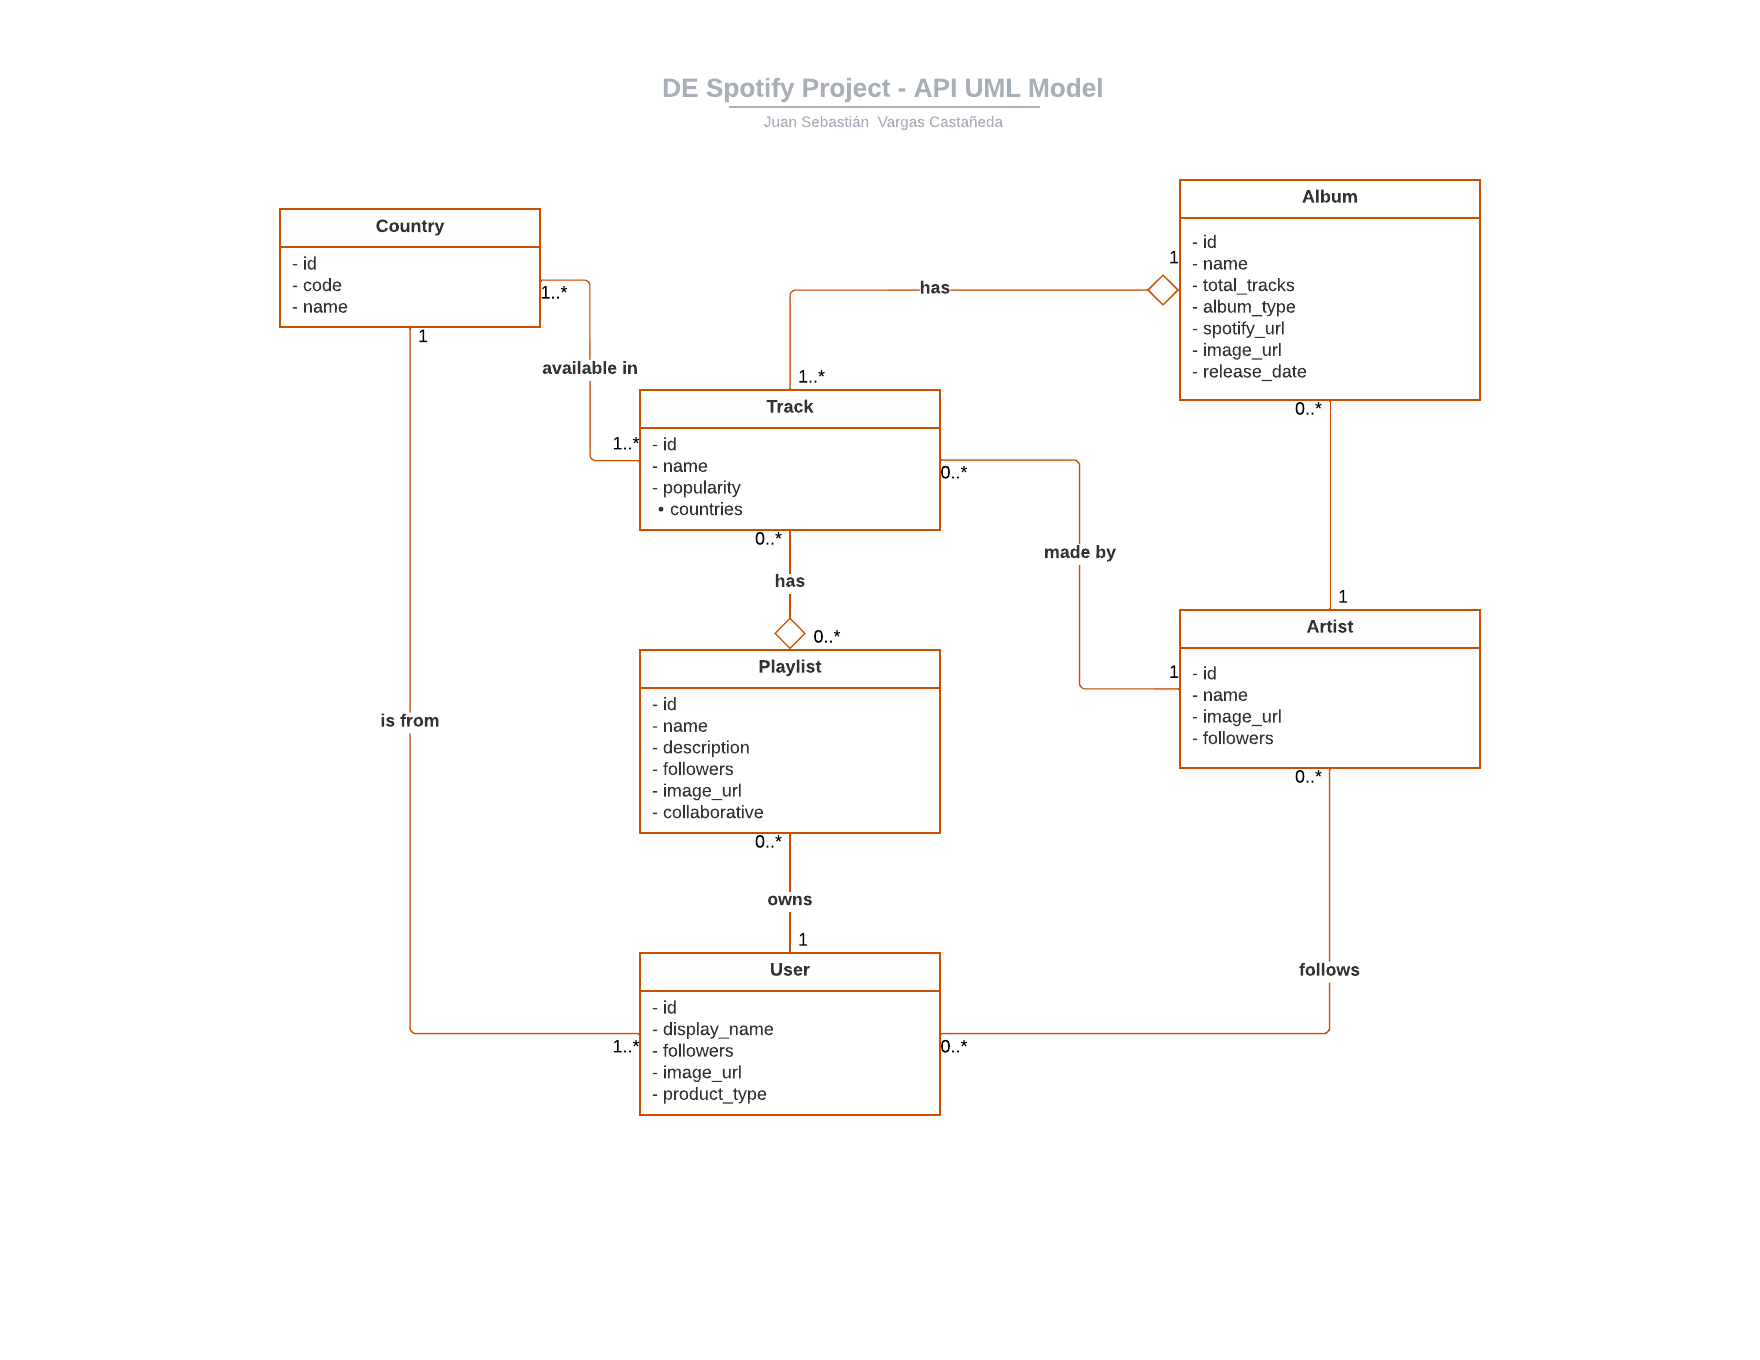 DE Spotify Project - API UML Model
Juan Sebastián  Vargas Castañeda
Country
- id
- code
- name
1..*
1
available in
1..*
has
1
1..*
Album
- id
- name
- total_tracks
- album_type
- spotify_url
- image_url
- release_date
0..*
Track
- id
- name
- popularity
• countries
0..*
0..*
has
0..*
made by
1
1
Artist
- id
- name
- image_url
- followers
0..*
Playlist
- id
- name
- description
- followers
- image_url
- collaborative
0..*
is from
owns
1
follows
User
- id
- display_name
- followers
- image_url
- product_type
1..*
0..*